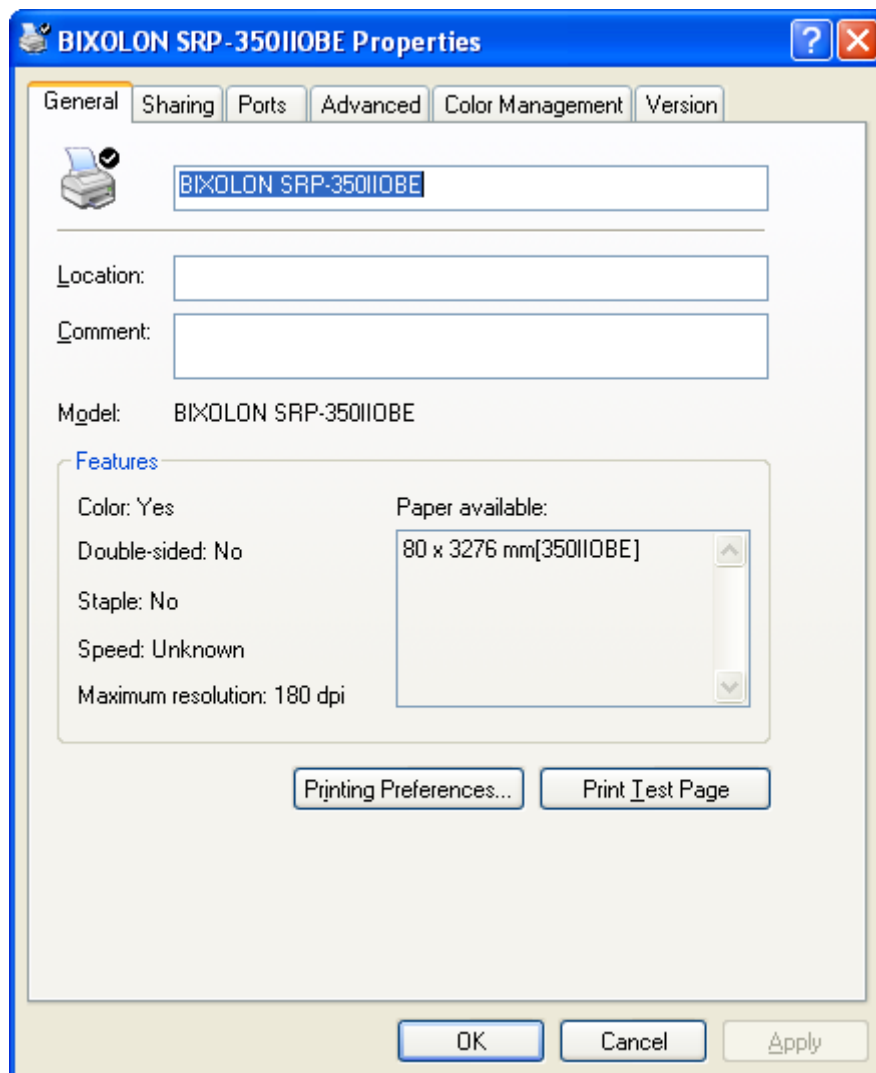 BIXOLON SRP-350IIOBE Properties
General Sharing Ports Advanced Color Management Version
BIXOLON SRP-350IIOBE
Location:
Comment:
Model: BIXOLON SRP-350IIOBE
Features
Color: Yes Paper available:
Double-sided: No 80 x 3276 mm[350IIOBE]
Staple: No
Speed: Unknown
Maximum resolution: 180 dpi
Printing Preferences... Print Test Page
OK Cancel Apply